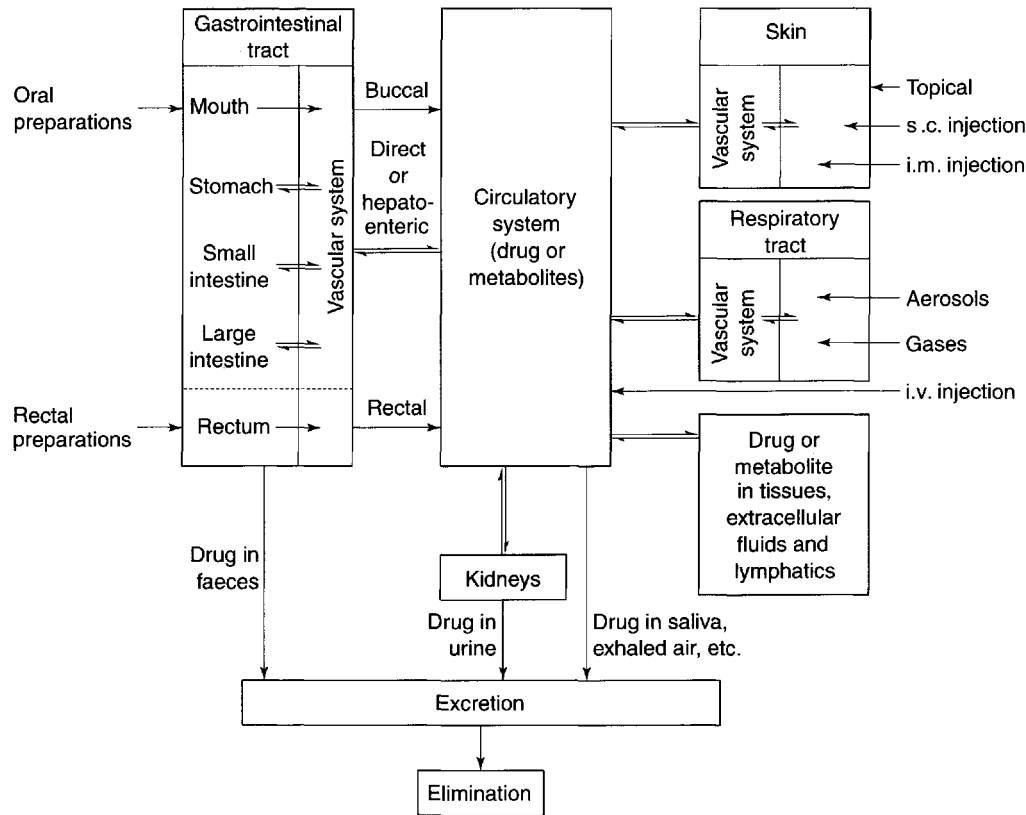 Gastrointestinal
tract
Oral
preparations
Mouth
Stomach
Small
intestine
Large
intestine
Rectal
preparations
Rectum
Vascular system
Buccal
Direct
or
hepato-
enteric
Rectal
Circulatory
system
(drug or
metabolites)
Skin
Vascular
system
Topical
s.c. injection
i.m. injection
Respiratory
tract
Vascular
system
Aerosols
Gases
i.v. injection
Drug or
metabolite
in tissues,
extracellular
fluids and
lymphatics
Drug in
faeces
Kidneys
Drug in
urine
Drug in saliva,
exhaled air, etc.
Excretion
Elimination